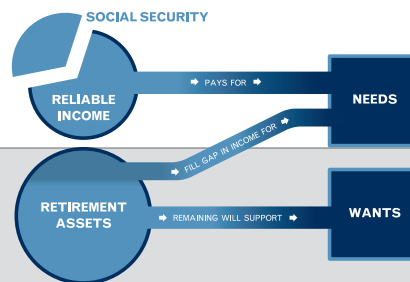 SOCIAL SECURITY
RELIABLE
INCOME
PAYS FOR
NEEDS
FILL GAP IN INCOME FOR
RETIREMENT
ASSETS
REMAINING WILL SUPPORT
WANTS